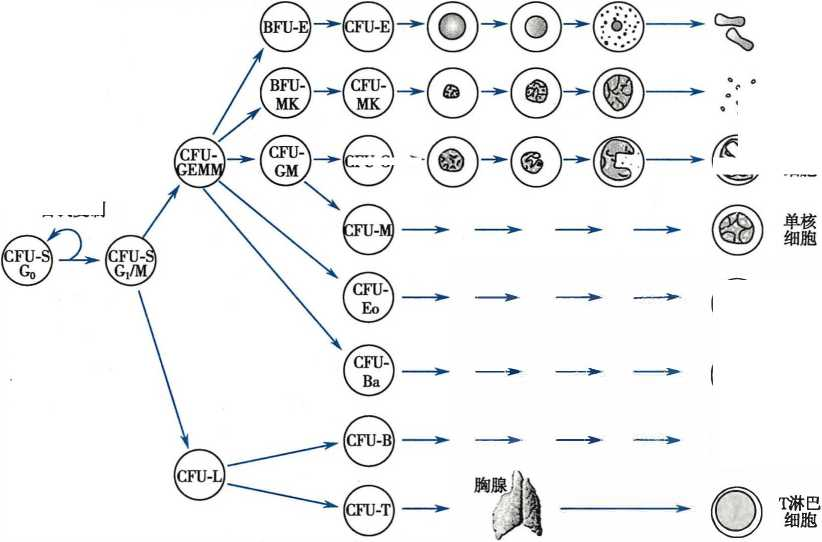 BFU-E
CFU-E
BFU-
MK
CFU-
MK
CFU-
GEMM
CFU-
GM
CFU-M
单核
细胞
CFU-S
G₀
CFU-S
G₁/M
CFU-
Eo
CFU-
Ba
CFU-B
CFU-L
胸腺
CFU-T
T淋巴
细胞